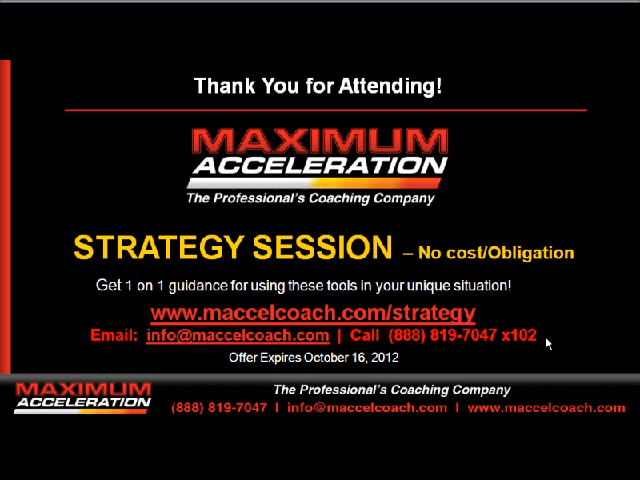 Thank You for Attending!
MAXIMUM
ACCELERATION
The Professional's Coaching Company
STRATEGY SESSION – No cost/Obligation
Get 1 on 1 guidance for using these tools in your unique situation!
www.maccelcoach.com/strategy
Email: info@maccelcoach.com | Call (888) 819-7047 x102
Offer Expires October 16, 2012
MAXIMUM
ACCELERATION
The Professional's Coaching Company
(888) 819-7047 | info@maccelcoach.com | www.maccelcoach.com